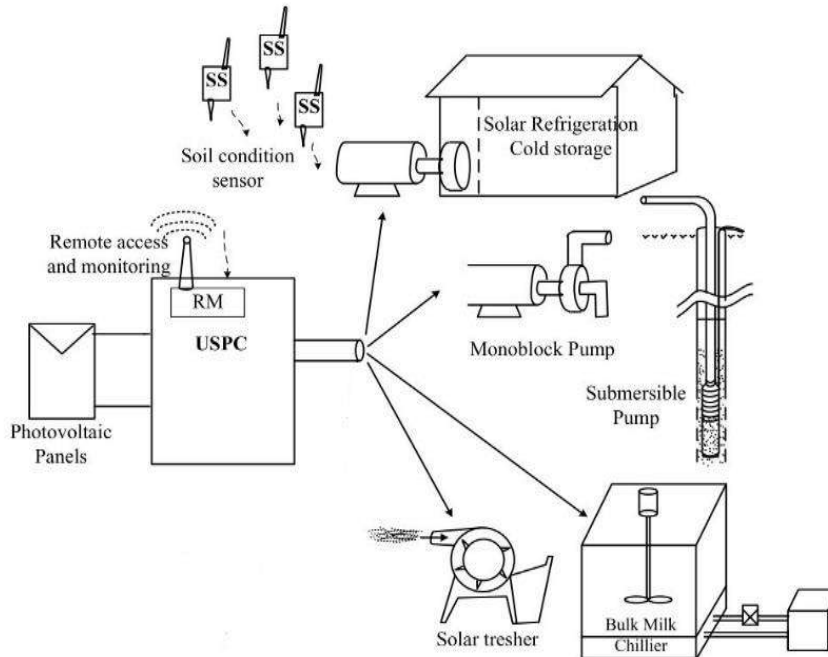 SS
SS
SS
Soil condition
sensor
Solar Refrigeration
Cold storage
Remote access
and monitoring
RM
USPC
Photovoltaic
Panels
Monoblock Pump
Submersible
Pump
Solar tresher
Bulk Milk
Chillier